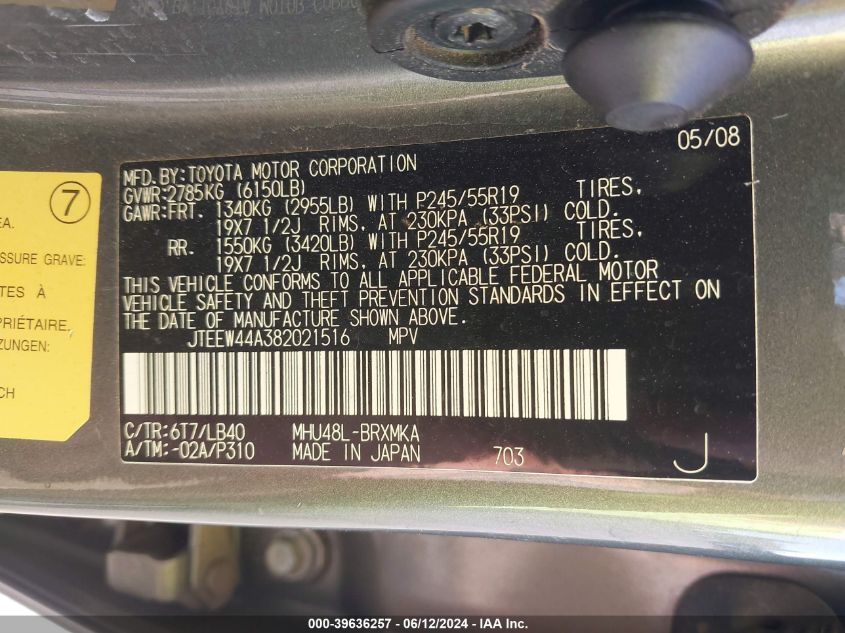 05/08
MFD.BY:TOYOTA MOTOR CORPORATION
GVWR:2785KG (6150LB)
GAWR:FRT. 1340KG (2955LB) WITH P245/55R19 TIRES,
19X7 1/2J RIMS, AT 230KPA (33PSI) COLD.
RR. 1550KG (3420LB) WITH P245/55R19 TIRES,
19X7 1/2J RIMS, AT 230KPA (33PSI) COLD.
THIS VEHICLE CONFORMS TO ALL APPLICABLE FEDERAL MOTOR
VEHICLE SAFETY AND THEFT PREVENTION STANDARDS IN EFFECT ON
THE DATE OF MANUFACTURE SHOWN ABOVE.
JTEEW44A382021516 MPV
C/TR:6T7/LB40 MHU48L-BRXMKA
A/TM:-02A/P310 MADE IN JAPAN 703 J
7
EA.
SSURE GRAVE:
TES À
PRIÉTAIRE,
ZUNGEN:
CH
000-39636257 - 06/12/2024 - IAA Inc.